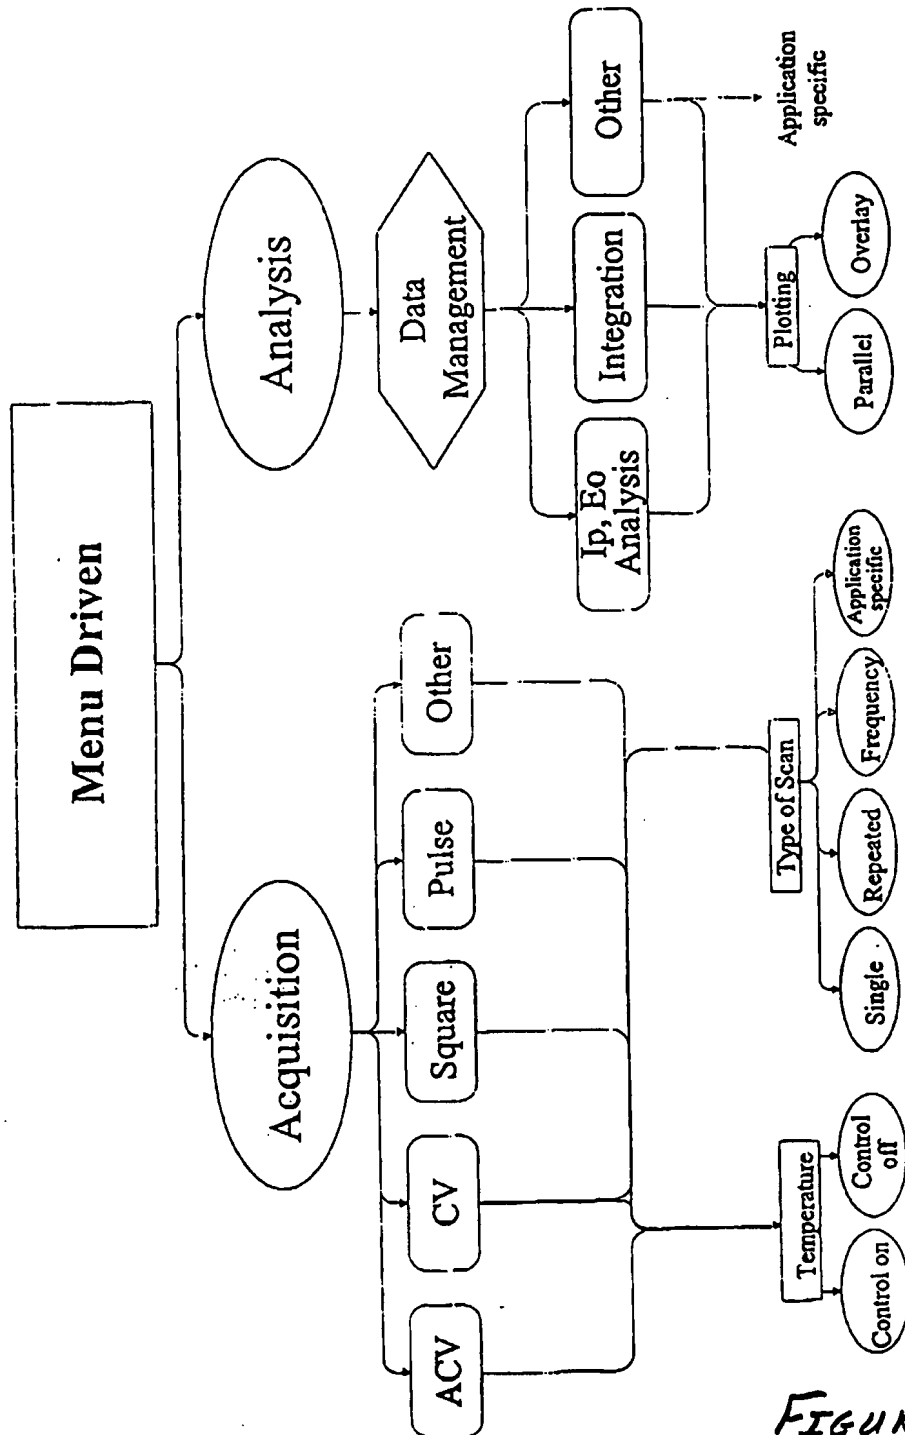 Menu Driven
Acquisition
Analysis
ACV
CV
Square
Pulse
Other
Data
Management
Ip, Eo
Analysis
Integration
Other
Temperature
Control on
Control
off
Type of Scan
Single
Repeated
Frequency
Application
specific
Plotting
Parallel
Overlay
Application
specific